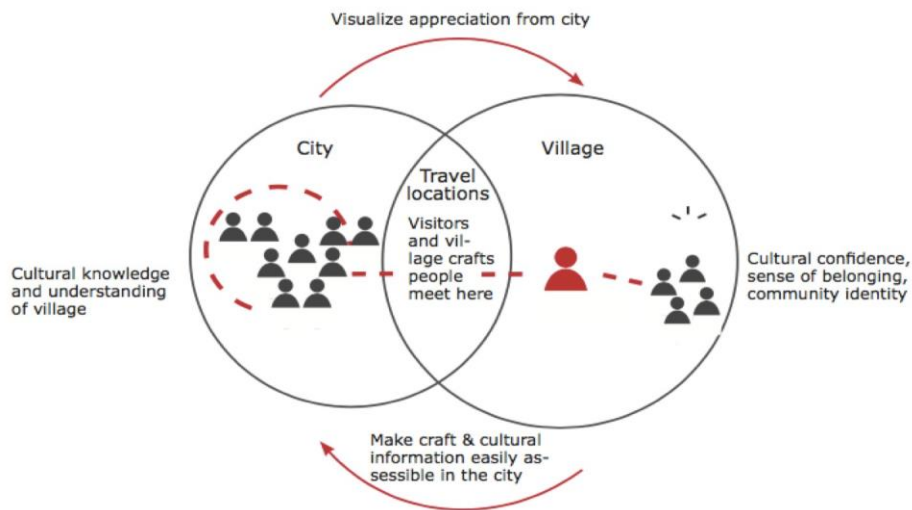 Visualize appreciation from city
City
Village
Travel
locations
Visitors
and vil-
lage crafts
people
meet here
Cultural knowledge
and understanding
of village
Cultural confidence,
sense of belonging,
community identity
Make craft & cultural
information easily as-
sessible in the city